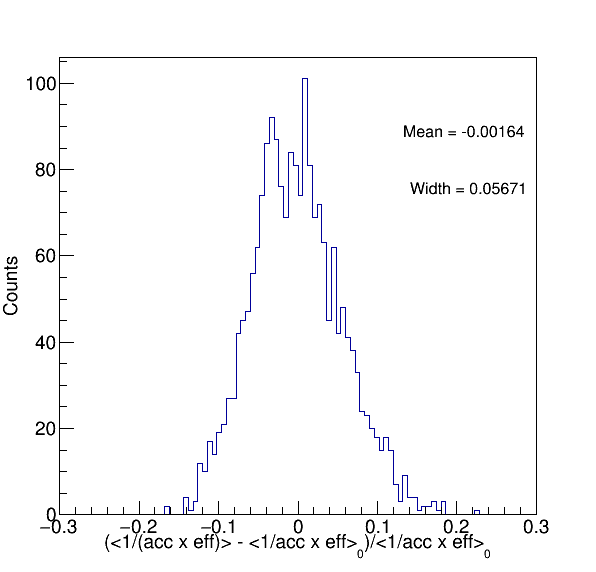 100
80
60
40
20
0
Counts
Mean = -0.00164
Width = 0.05671
−0.3 −0.2 −0.1 0 0.1 0.2 0.3
(<1/(acc x eff)> - <1/acc x eff>0)/<1/acc x eff>0